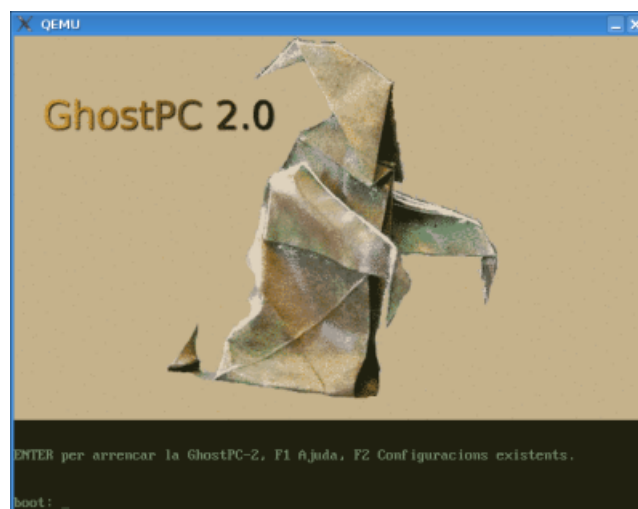 QEMU
GhostPC 2.0
ENTER per arrencar la GhostPC-2, F1 Ajuda, F2 Configuracions existents.
boot: _